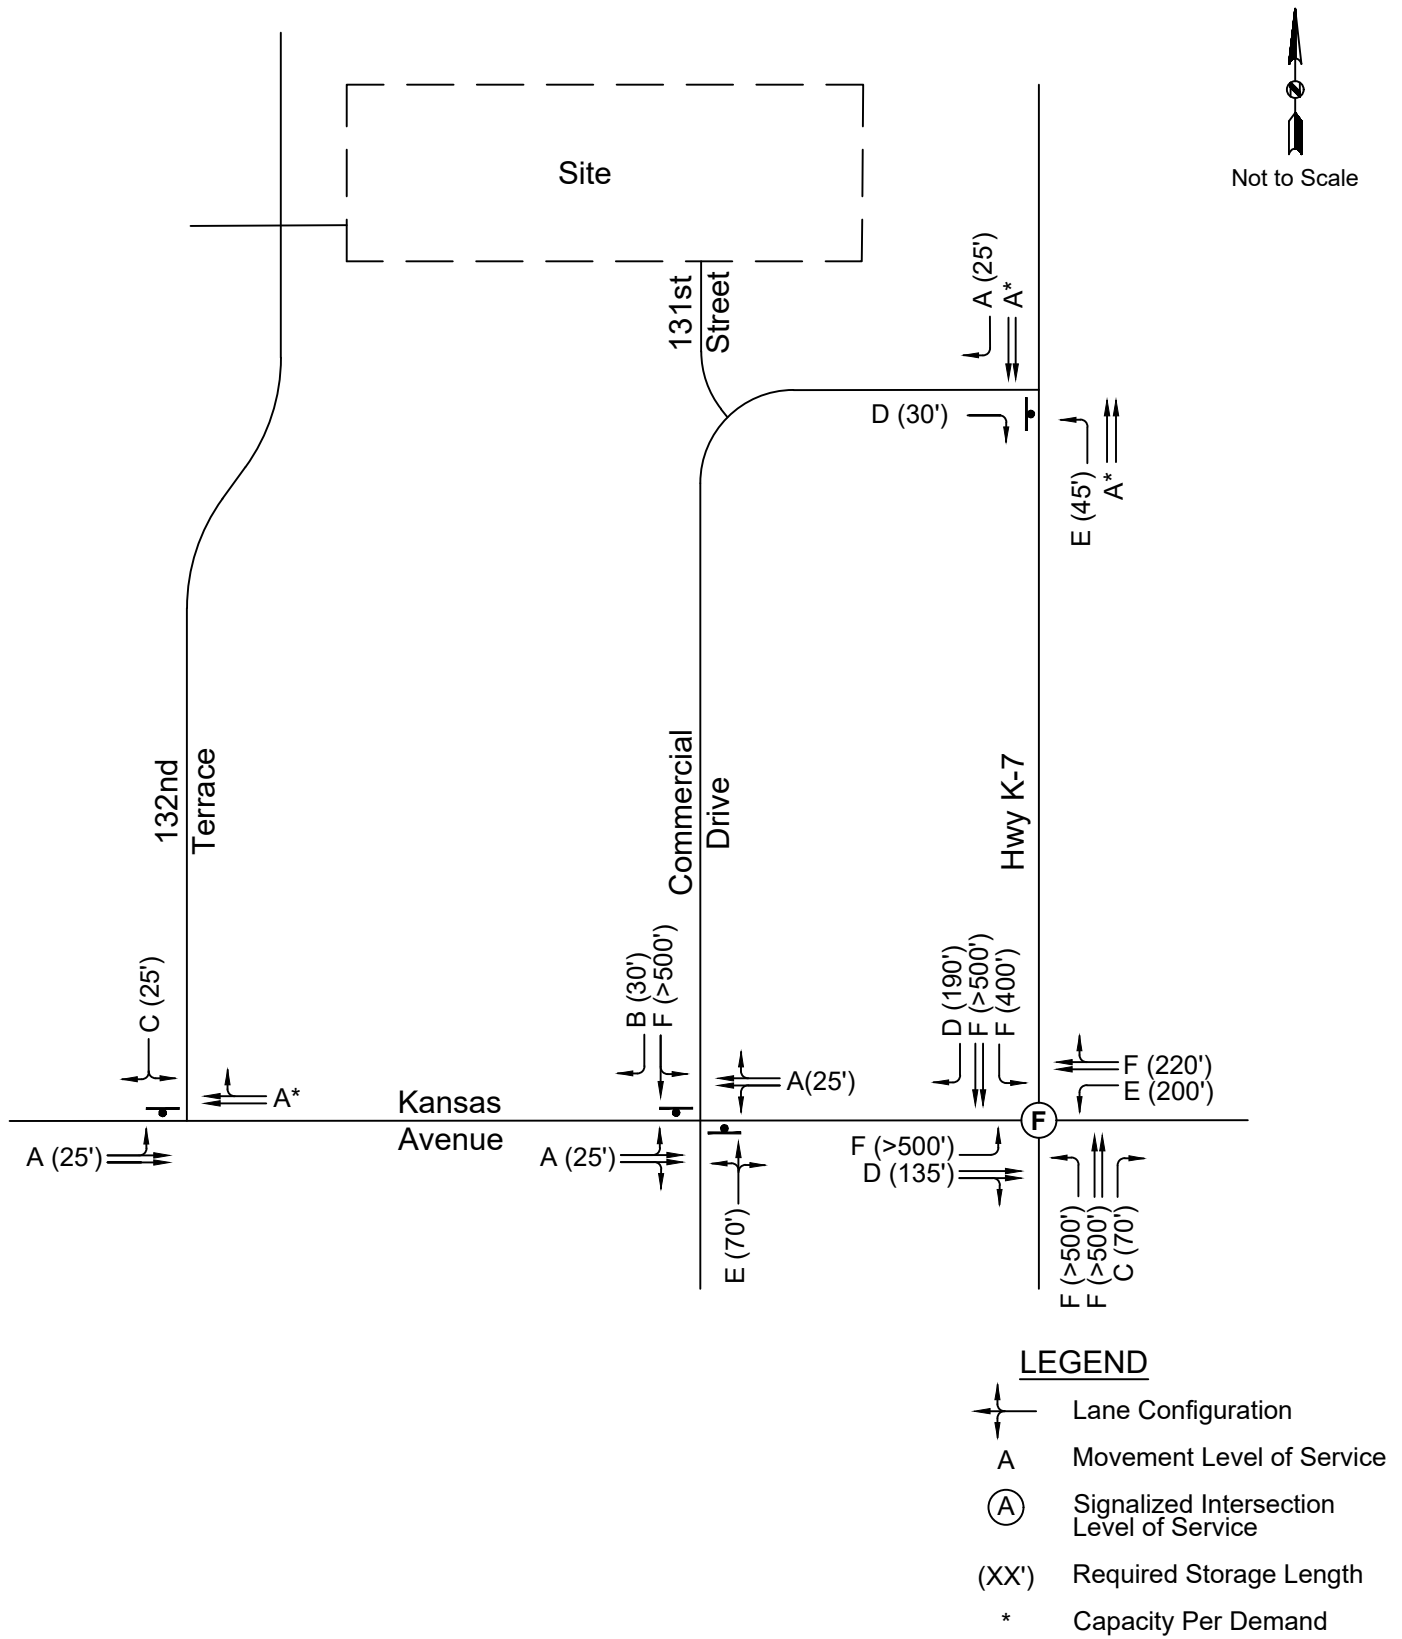 N
Not to Scale
Site
131st
Street
A (25')
A*
D (30')
E (45')
A*
132nd
Terrace
Commercial
Drive
Hwy K-7
C (25')
B (30')
F (>500')
D (190')
F (>500')
F (400')
A*
Kansas
Avenue
A(25')
F (220')
E (200')
F
A (25')
A (25')
F (>500')
D (135')
E (70')
F (>500')
F (>500')
C (70')
LEGEND
Lane Configuration
A Movement Level of Service
A Signalized Intersection
Level of Service
(XX') Required Storage Length
* Capacity Per Demand